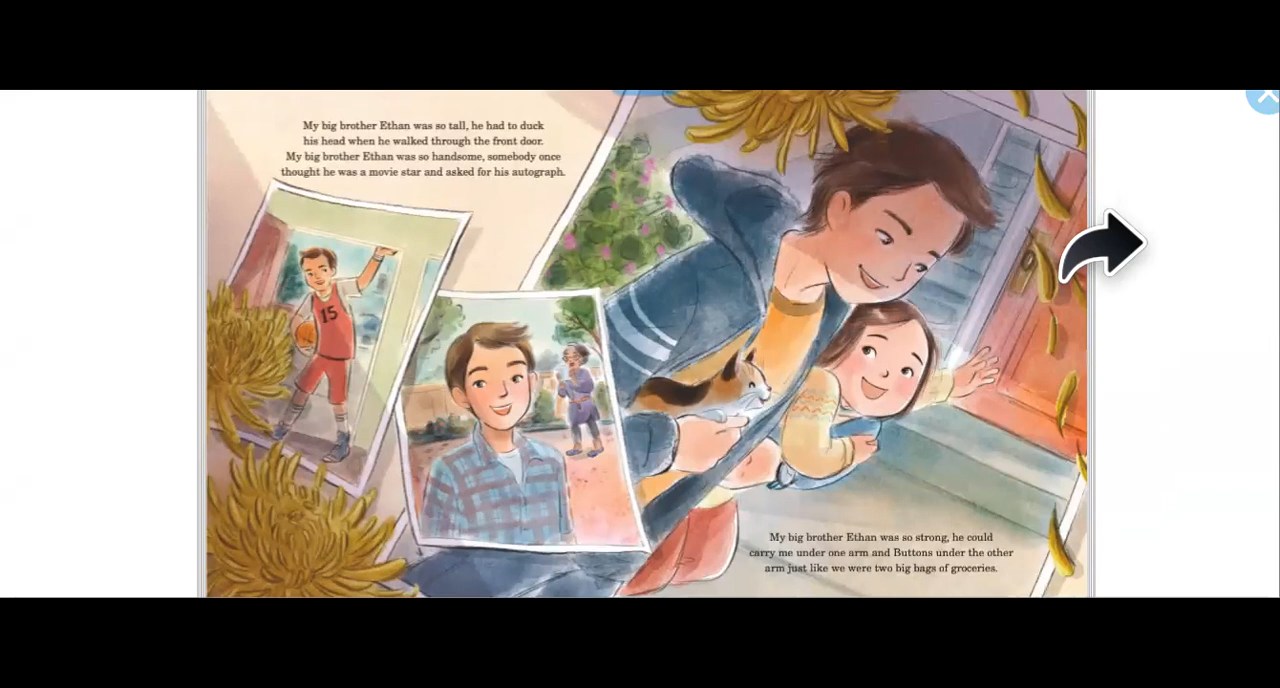 My big brother Ethan was so tall, he had to duck
his head when he walked through the front door.
My big brother Ethan was so handsome, somebody once
thought he was a movie star and asked for his autograph.
15
My big brother Ethan was so strong, he could
carry me under one arm and Buttons under the other
arm just like we were two big bags of groceries.